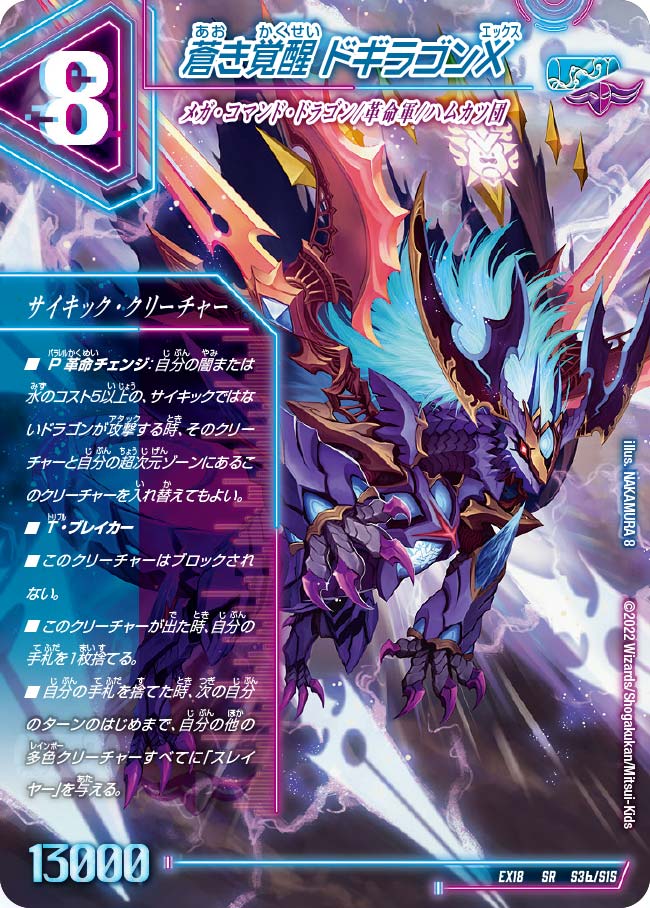 8
蒼き覚醒 ドギラゴンX
あお かくせい エックス
メガ・コマンド・ドラゴン/革命軍/ハムカツ団
サイキック・クリーチャー
■ P革命チェンジ:自分の闇または
水のコスト5以上の、サイキックではな
いドラゴンが攻撃する時、そのクリー
チャーと自分の超次元ゾーンにあるこ
のクリーチャーを入れ替えてもよい。
■ T・ブレイカー
■ このクリーチャーはブロックされ
ない。
■ このクリーチャーが出た時、自分の
手札を1枚捨てる。
■ 自分の手札を捨てた時、次の自分
のターンのはじめまで、自分の他の
多色クリーチャーすべてに「スレイ
ヤー」を与える。
13000
illus. NAKAMURA 8
©2022 Wizards/Shogakukan/Mitsui-Kids
EX18 SR S3b/S15